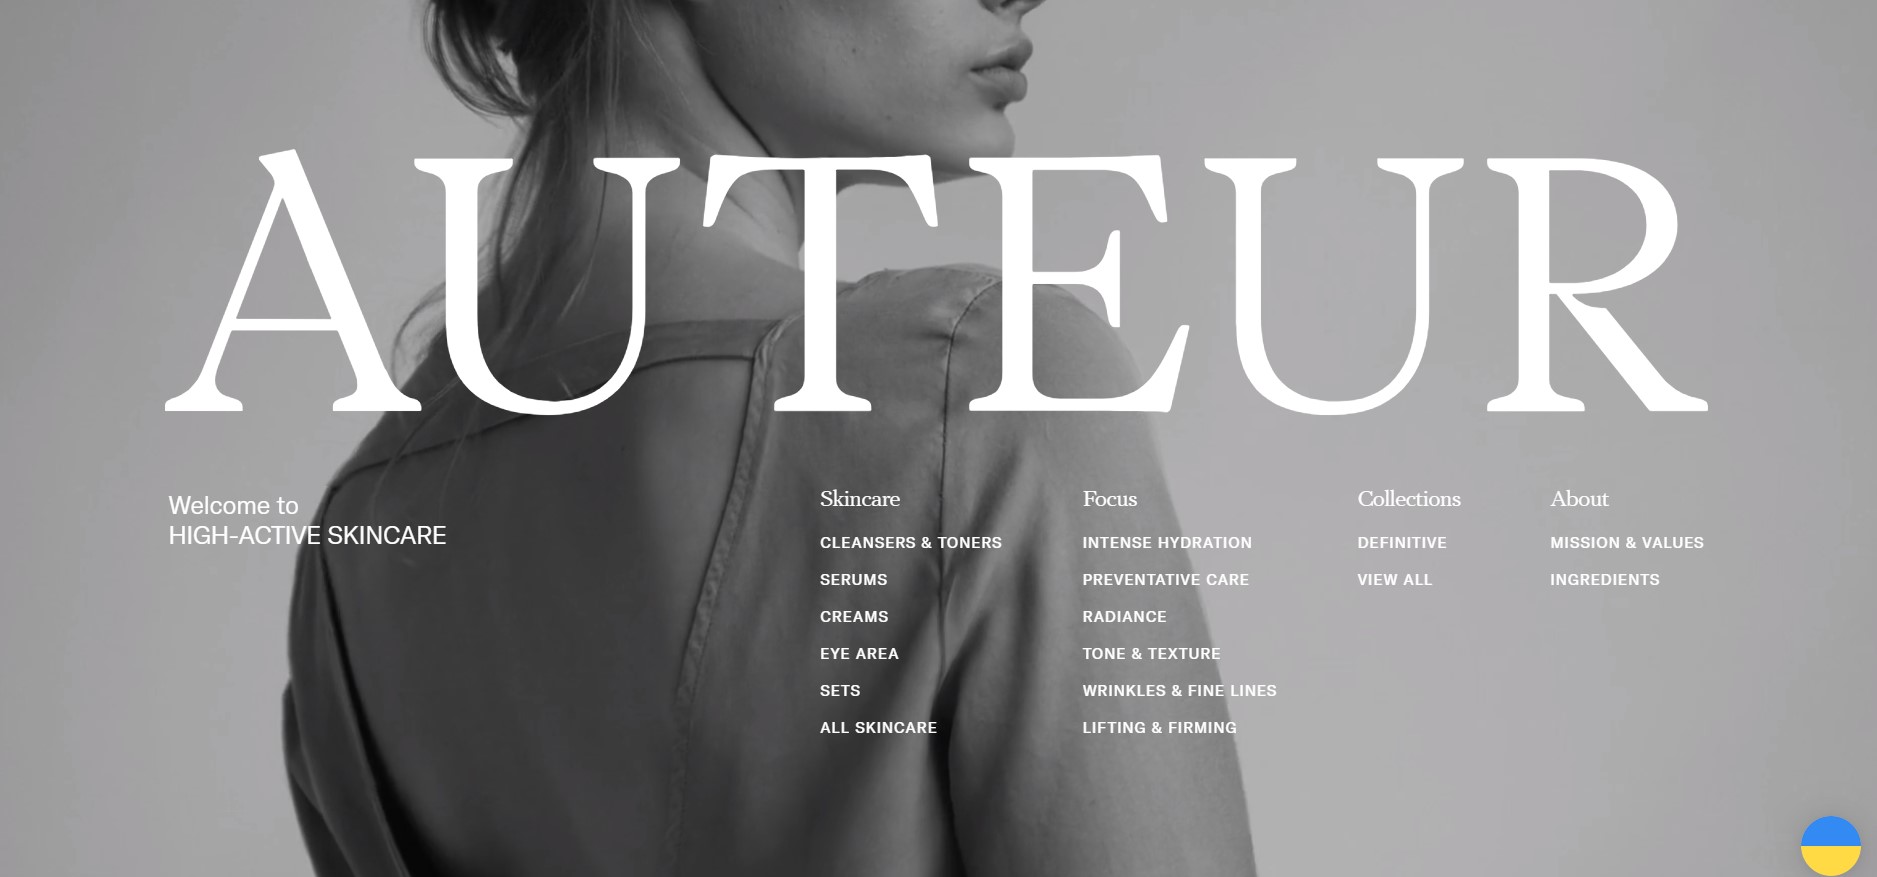 AUTEUR
Welcome to
HIGH-ACTIVE SKINCARE
Skincare
CLEANSERS & TONERS
SERUMS
CREAMS
EYE AREA
SETS
ALL SKINCARE
Focus
INTENSE HYDRATION
PREVENTATIVE CARE
RADIANCE
TONE & TEXTURE
WRINKLES & FINE LINES
LIFTING & FIRMING
Collections
DEFINITIVE
VIEW ALL
About
MISSION & VALUES
INGREDIENTS